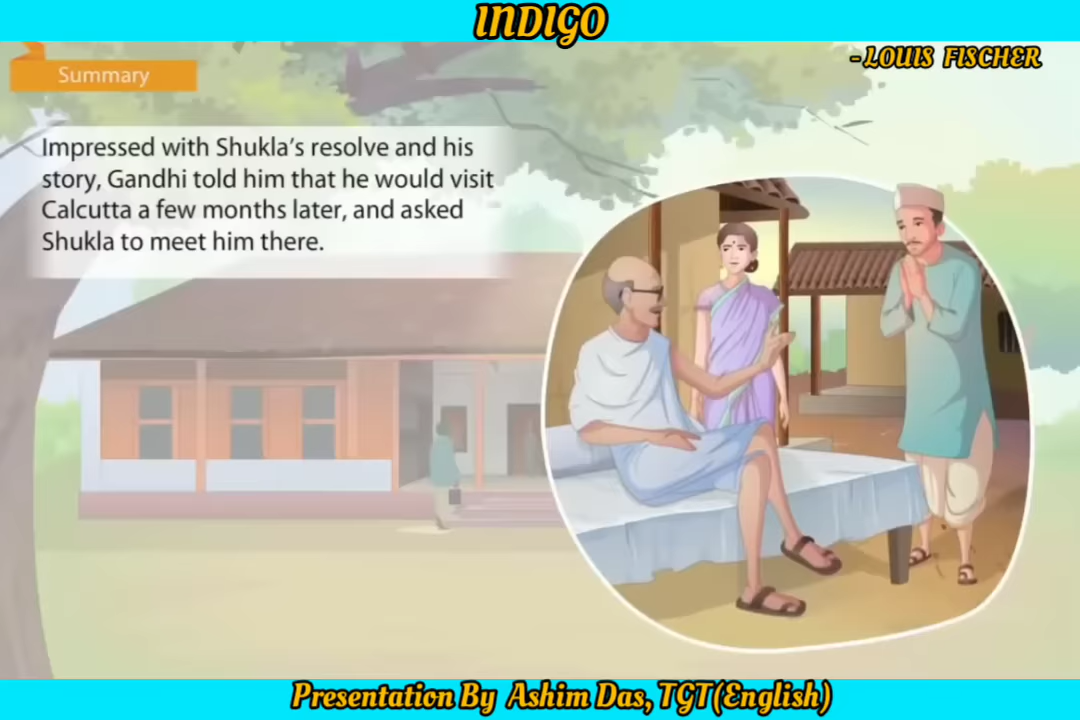 INDIGO
- LOUIS FISCHER
Summary
Impressed with Shukla's resolve and his
story, Gandhi told him that he would visit
Calcutta a few months later, and asked
Shukla to meet him there.
Presentation By Ashim Das, TGT(English)